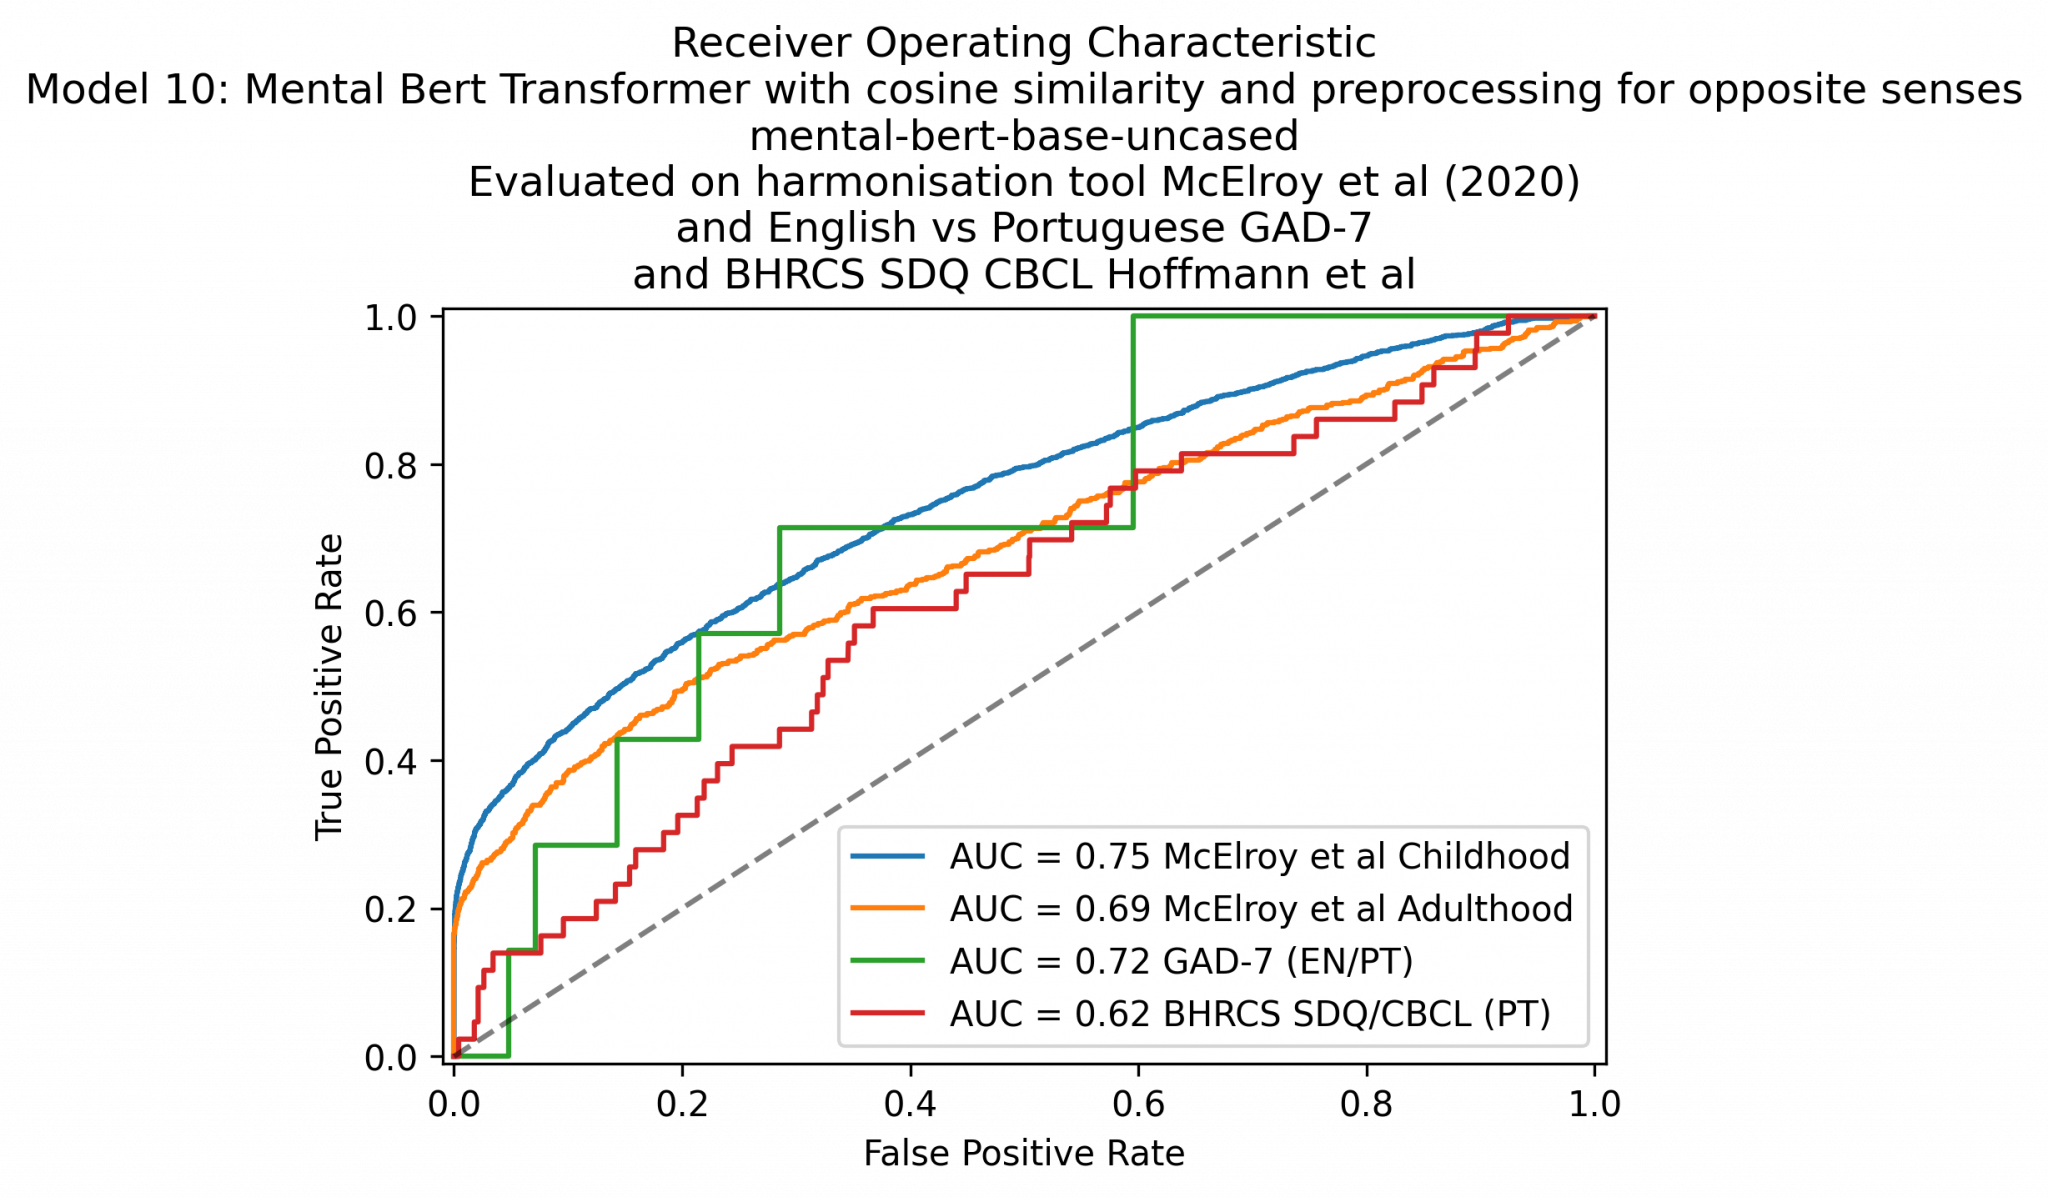 Receiver Operating Characteristic
Model 10: Mental Bert Transformer with cosine similarity and preprocessing for opposite senses
mental-bert-base-uncased
Evaluated on harmonisation tool McElroy et al (2020)
and English vs Portuguese GAD-7
and BHRCS SDQ CBCL Hoffmann et al
1.0
0.8
0.6
0.4
0.2
0.0
True Positive Rate
AUC = 0.75 McElroy et al Childhood
AUC = 0.69 McElroy et al Adulthood
AUC = 0.72 GAD-7 (EN/PT)
AUC = 0.62 BHRCS SDQ/CBCL (PT)
0.0 0.2 0.4 0.6 0.8 1.0
False Positive Rate